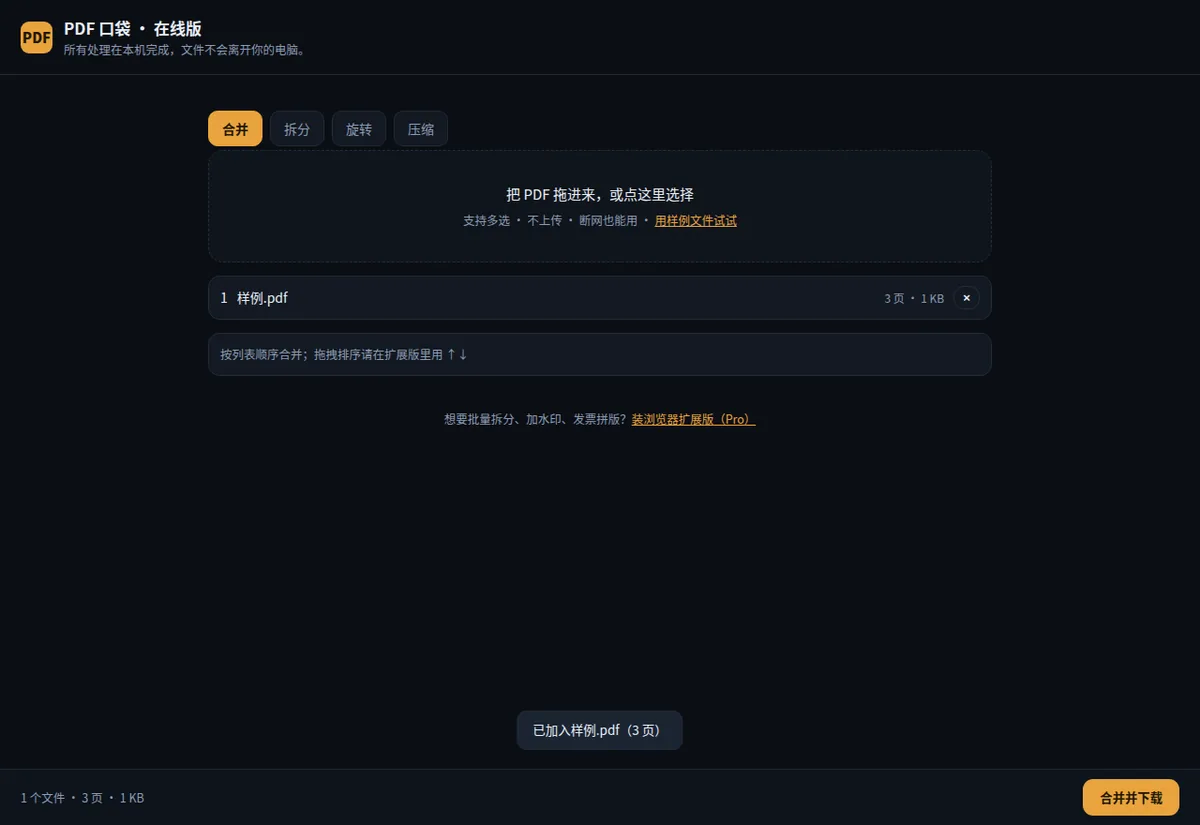 PDF
PDF 口袋 · 在线版
所有处理在本机完成，文件不会离开你的电脑。
合并
拆分
旋转
压缩
把 PDF 拖进来，或点这里选择
支持多选 · 不上传 · 断网也能用 · 用样例文件试试
1 样例.pdf 3 页 · 1 KB ×
按列表顺序合并；拖拽排序请在扩展版里用 ↑↓
想要批量拆分、加水印、发票拼版？装浏览器扩展版（Pro）
已加入样例.pdf（3 页）
1 个文件 · 3 页 · 1 KB
合并并下载